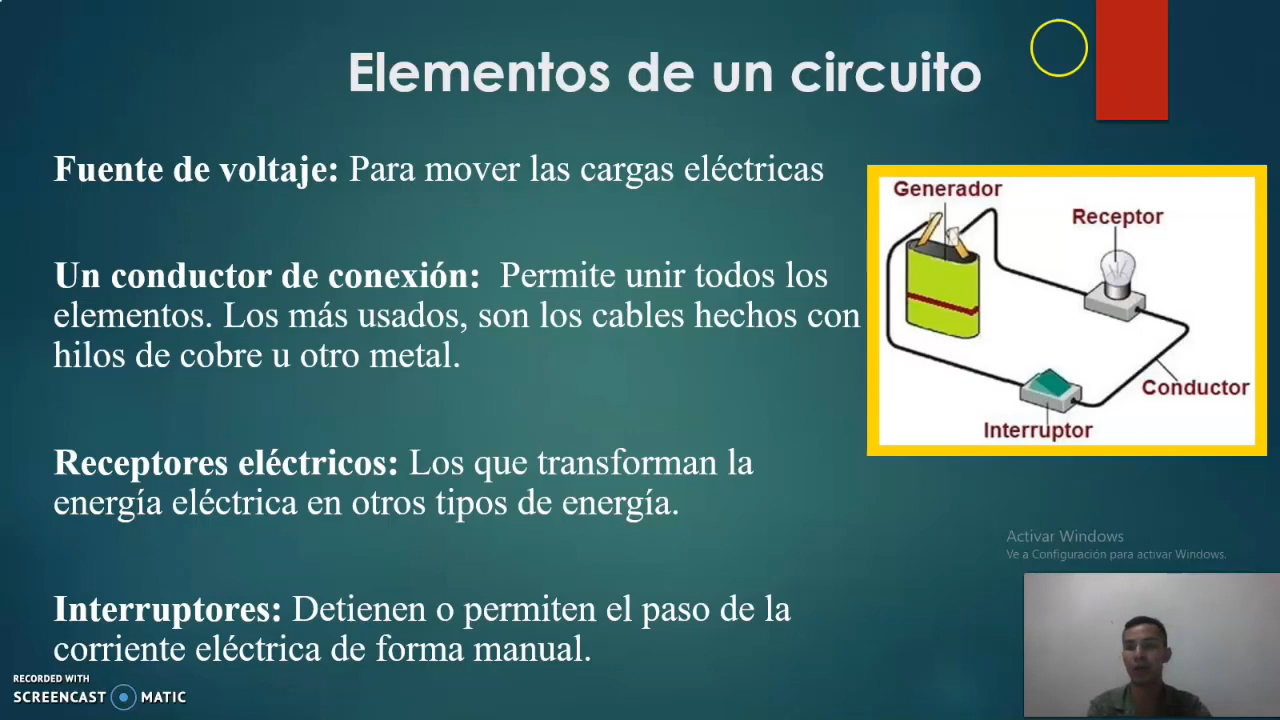 Elementos de un circuito
Fuente de voltaje: Para mover las cargas eléctricas
Un conductor de conexión: Permite unir todos los
elementos. Los más usados, son los cables hechos con
hilos de cobre u otro metal.
Receptores eléctricos: Los que transforman la
energía eléctrica en otros tipos de energía.
Interruptores: Detienen o permiten el paso de la
corriente eléctrica de forma manual.
Generador
Receptor
Conductor
Interruptor
Activar Windows
Ve a Configuración para activar Windows.
RECORDED WITH
SCREENCAST MATIC